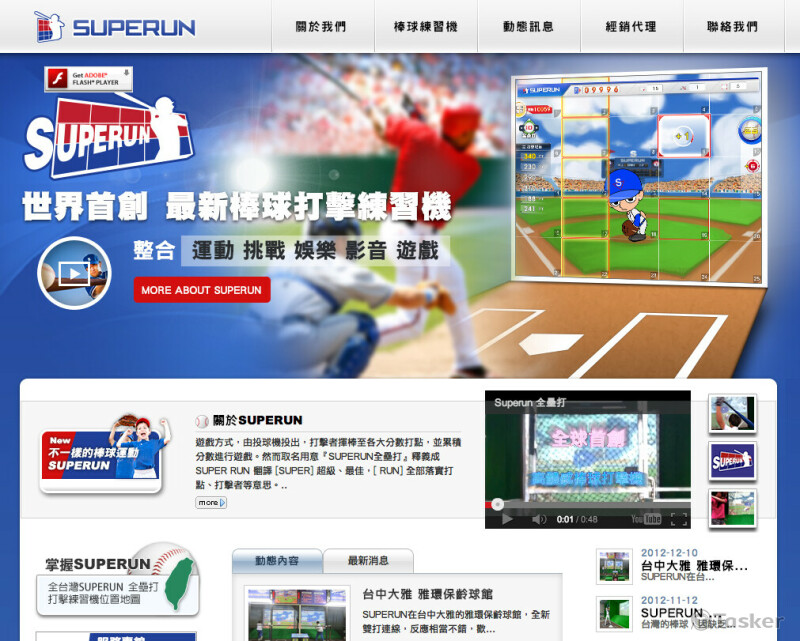 SUPERUN
關於我們
棒球練習機
動態訊息
經銷代理
聯絡我們
Get ADOBE®
FLASH® PLAYER
SUPERUN
SUPERUN
世界首創 最新棒球打擊練習機
整合 運動 挑戰 娛樂 影音 遊戲
MORE ABOUT SUPERUN
New
不一樣的棒球運動
SUPERUN
關於SUPERUN
遊戲方式，由投球機投出，打擊者揮棒至各大分數打點，並累積
分數進行遊戲。然而取名用意『SUPERUN全壘打』釋義成
SUPER RUN 翻譯 [SUPER] 超級、最佳，[ RUN] 全部落實打
點、打擊者等意思。..
more
Superun 全壘打
全球首創
0:01 / 0:48
YouTube
SUPERUN
掌握SUPERUN
全台灣SUPERUN 全壘打
打擊練習機位置地圖
動態內容
最新消息
台中大雅 雅環保齡球館
SUPERUN在台中大雅的雅環保齡球館，全新
雙打連線，反應相當不錯，歡...
2012-12-10
台中大雅 雅環保...
SUPERUN在台...
2012-11-12
SUPERUN
台灣的棒球